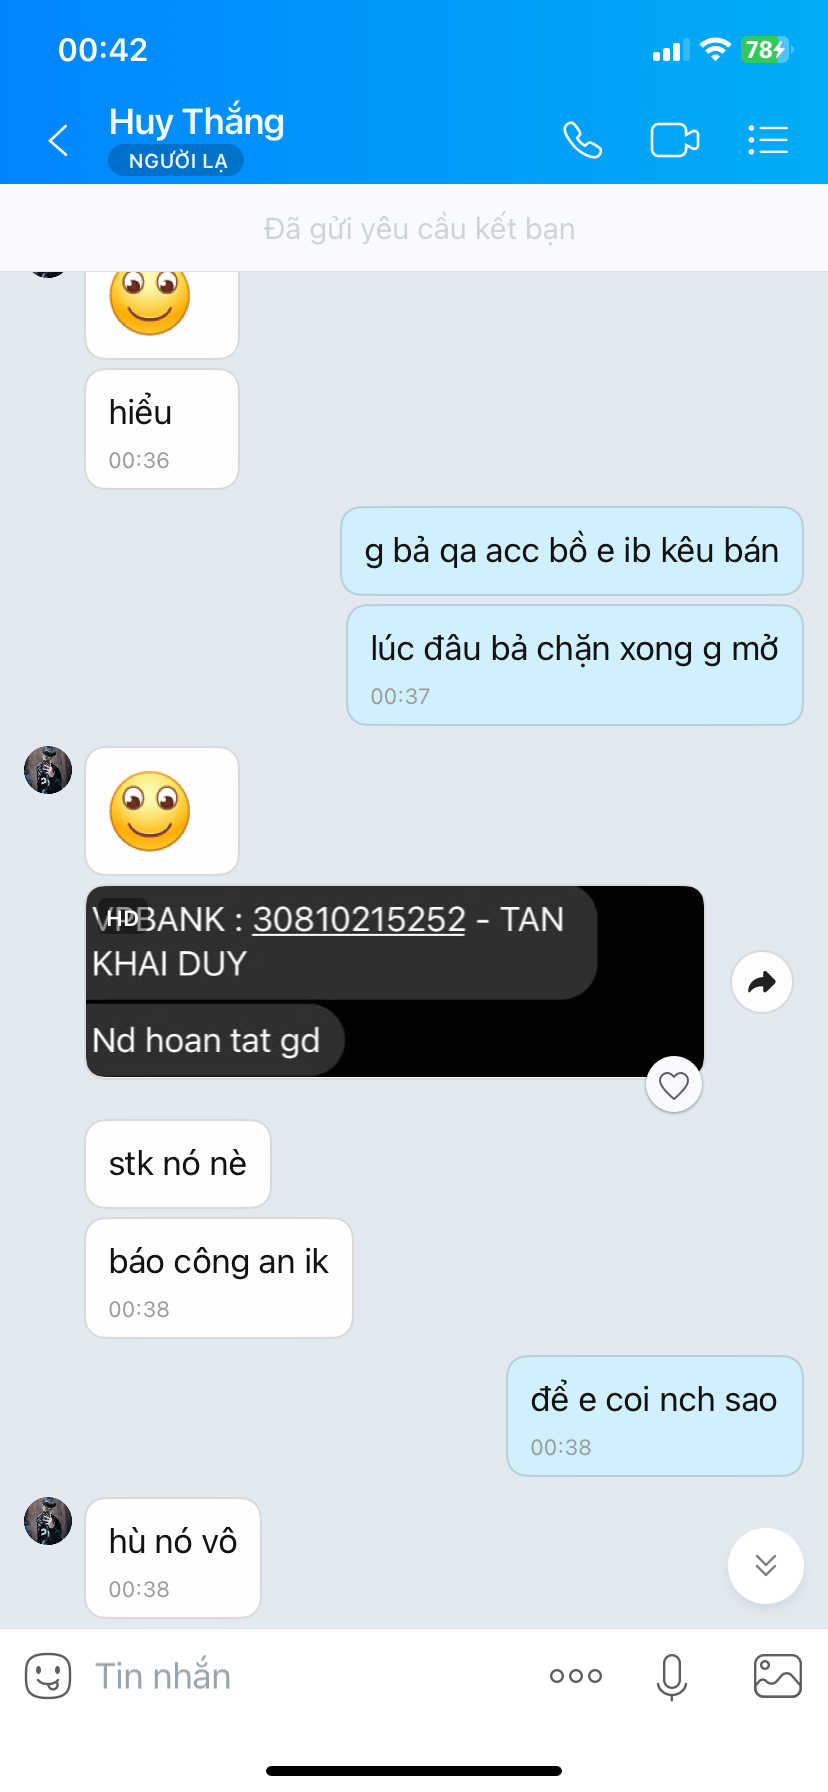 00:42
78
Huy Thắng
NGƯỜI LẠ
Đã gửi yêu cầu kết bạn
hiểu
00:36
g bả qa acc bồ e ib kêu bán
lúc đâu bả chặn xong g mở
00:37
HD
VPBANK : 30810215252 - TAN
KHAI DUY
Nd hoan tat gd
stk nó nè
báo công an ik
00:38
để e coi nch sao
00:38
hù nó vô
00:38
Tin nhắn